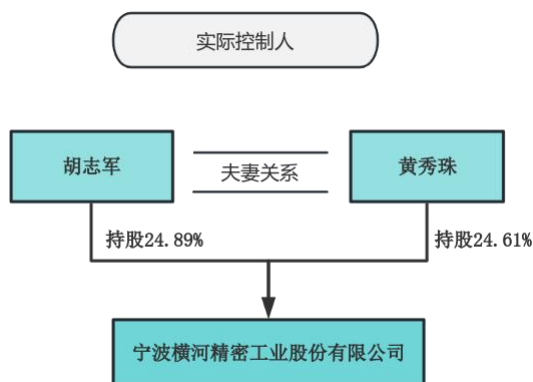 实际控制人
胡志军
夫妻关系
黄秀珠
持股24.89%
持股24.61%
宁波横河精密工业股份有限公司